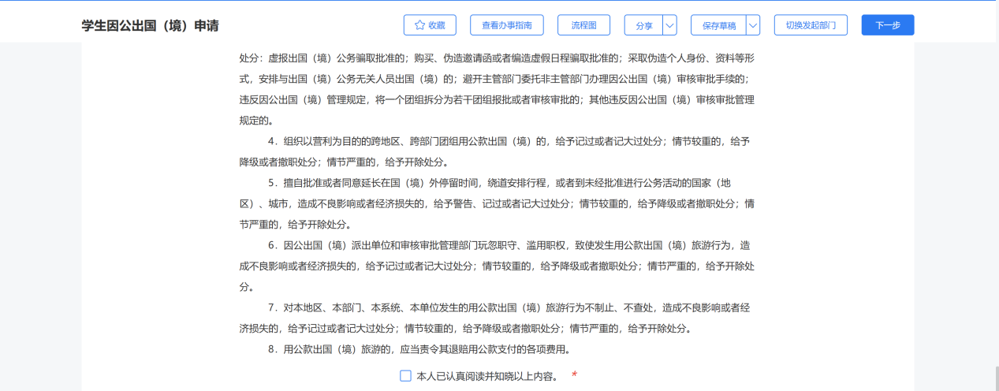 学生因公出国（境）申请
收藏
查看办事指南
流程图
分享
保存草稿
切换发起部门
下一步
处分：虚报出国（境）公务骗取批准的；购买、伪造邀请函或者编造虚假日程骗取批准的；采取伪造个人身份、资料等形
式，安排与出国（境）公务无关人员出国（境）的；避开主管部门委托非主管部门办理因公出国（境）审核审批手续的；
违反因公出国（境）管理规定，将一个团组拆分为若干团组报批或者审核审批的；其他违反因公出国（境）审核审批管理
规定的。
4．组织以营利为目的的跨地区、跨部门团组用公款出国（境）的，给予记过或者记大过处分；情节较重的，给予
降级或者撤职处分；情节严重的，给予开除处分。
5．擅自批准或者同意延长在国（境）外停留时间，绕道安排行程，或者到未经批准进行公务活动的国家（地
区）、城市，造成不良影响或者经济损失的，给予警告、记过或者记大过处分；情节较重的，给予降级或者撤职处分；情
节严重的，给予开除处分。
6．因公出国（境）派出单位和审核审批管理部门玩忽职守、滥用职权，致使发生用公款出国（境）旅游行为，造
成不良影响或者经济损失的，给予记过或者记大过处分；情节较重的，给予降级或者撤职处分；情节严重的，给予开除处
分。
7．对本地区、本部门、本系统、本单位发生的用公款出国（境）旅游行为不制止、不查处，造成不良影响或者经
济损失的，给予记过或者记大过处分；情节较重的，给予降级或者撤职处分；情节严重的，给予开除处分。
8．用公款出国（境）旅游的，应当责令其退赔用公款支付的各项费用。
本人已认真阅读并知晓以上内容。 *